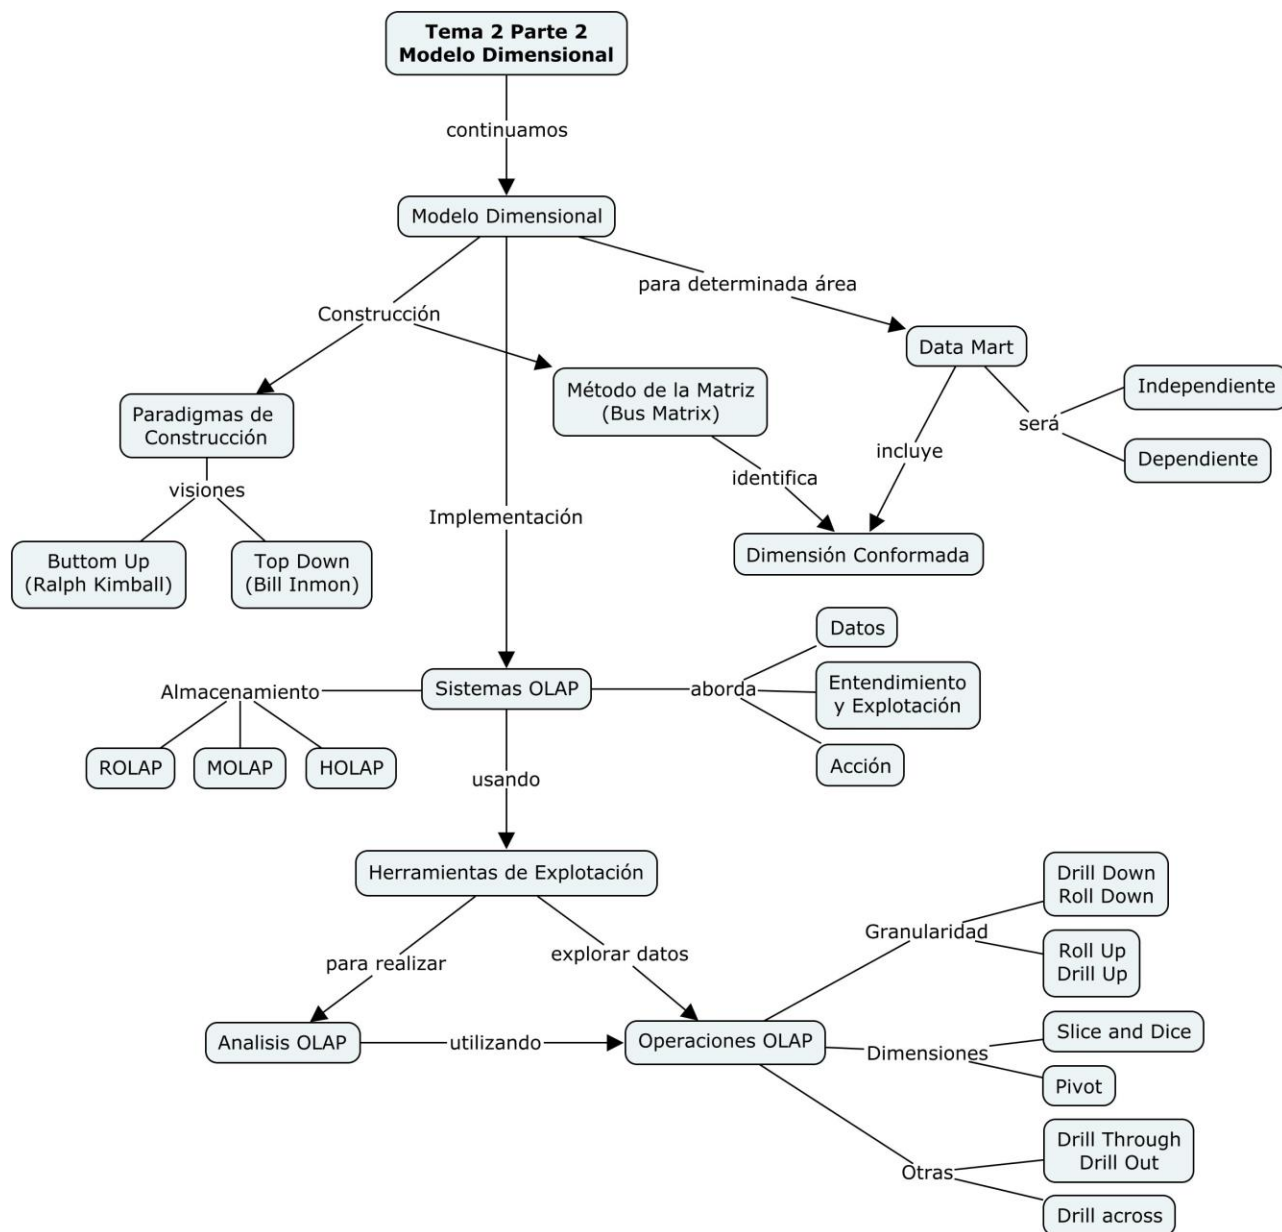 Tema 2 Parte 2
Modelo Dimensional
continuamos
Modelo Dimensional
para determinada área
Construcción
Data Mart
Independiente
será
Dependiente
Método de la Matriz
(Bus Matrix)
Paradigmas de
Construcción
incluye
identifica
visiones
Implementación
Buttom Up
(Ralph Kimball)
Top Down
(Bill Inmon)
Dimensión Conformada
Datos
Almacenamiento
Sistemas OLAP
aborda
Entendimiento
y Explotación
Acción
ROLAP
MOLAP
HOLAP
usando
Herramientas de Explotación
Drill Down
Roll Down
Granularidad
Roll Up
Drill Up
para realizar
explorar datos
Analisis OLAP
utilizando
Operaciones OLAP
Dimensiones
Slice and Dice
Pivot
Drill Through
Drill Out
Otras
Drill across